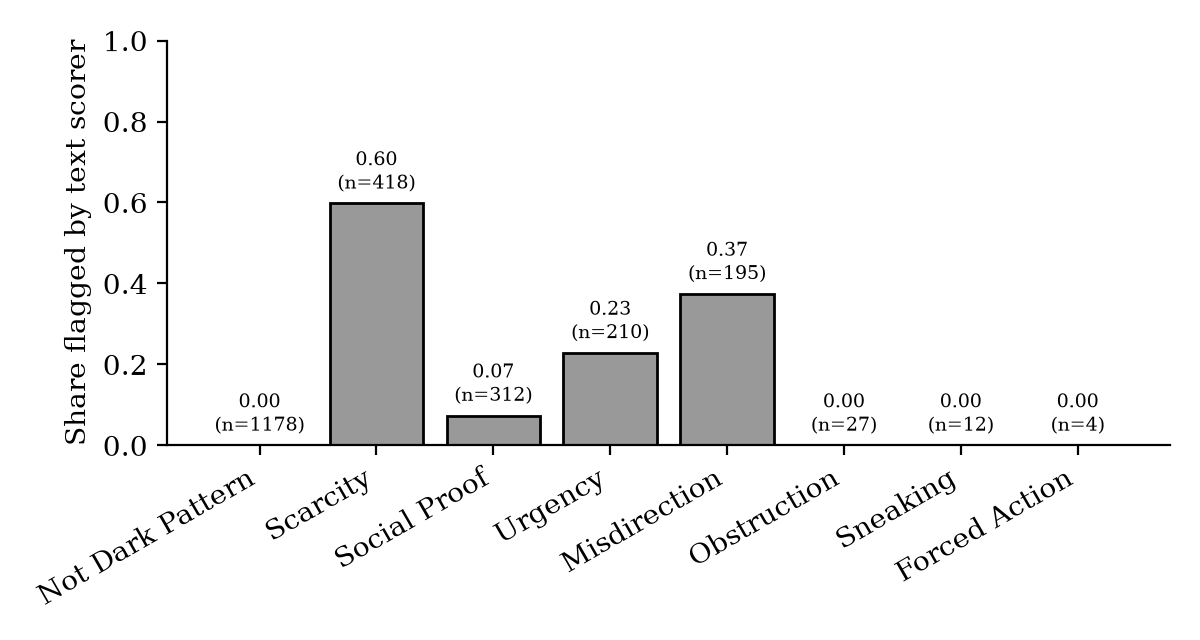 Share flagged by text scorer
1.0
0.8
0.6
0.4
0.2
0.0
0.00
(n=1178)
0.60
(n=418)
0.07
(n=312)
0.23
(n=210)
0.37
(n=195)
0.00
(n=27)
0.00
(n=12)
0.00
(n=4)
Not Dark Pattern
Scarcity
Social Proof
Urgency
Misdirection
Obstruction
Sneaking
Forced Action